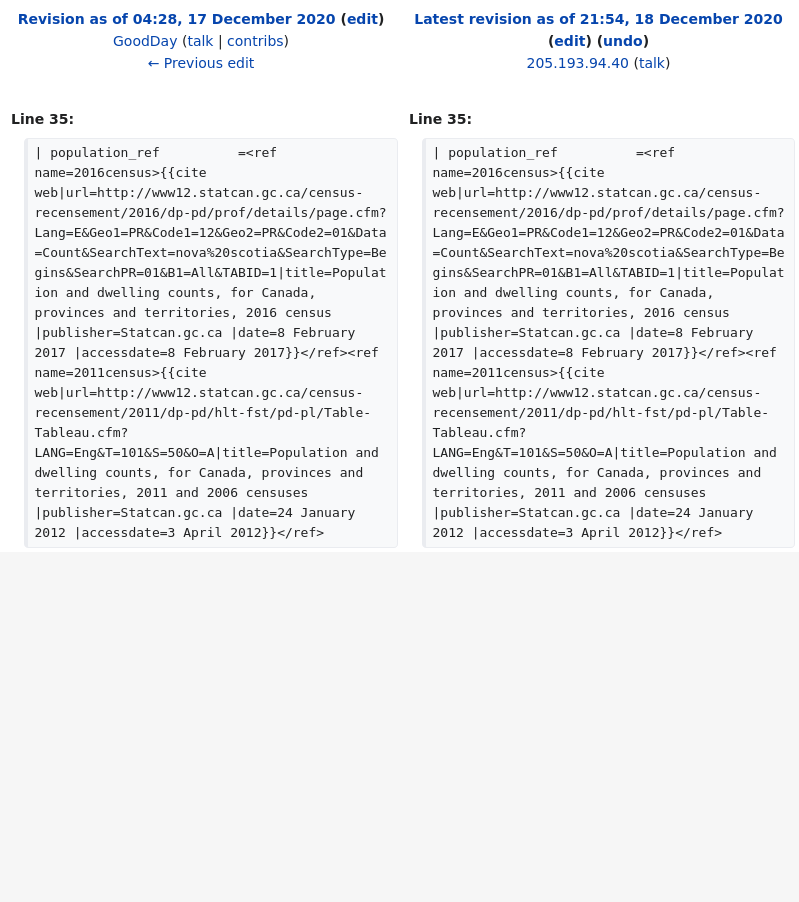 Revision as of 04:28, 17 December 2020 (edit)
GoodDay (talk | contribs)
← Previous edit
Latest revision as of 21:54, 18 December 2020
(edit) (undo)
205.193.94.40 (talk)
Line 35:
| population_ref          =<ref
name=2016census>{{cite
web|url=http://www12.statcan.gc.ca/census-
recensement/2016/dp-pd/prof/details/page.cfm?
Lang=E&Geo1=PR&Code1=12&Geo2=PR&Code2=01&Data
=Count&SearchText=nova%20scotia&SearchType=Be
gins&SearchPR=01&B1=All&TABID=1|title=Populat
ion and dwelling counts, for Canada,
provinces and territories, 2016 census
|publisher=Statcan.gc.ca |date=8 February
2017 |accessdate=8 February 2017}}</ref><ref
name=2011census>{{cite
web|url=http://www12.statcan.gc.ca/census-
recensement/2011/dp-pd/hlt-fst/pd-pl/Table-
Tableau.cfm?
LANG=Eng&T=101&S=50&O=A|title=Population and
dwelling counts, for Canada, provinces and
territories, 2011 and 2006 censuses
|publisher=Statcan.gc.ca |date=24 January
2012 |accessdate=3 April 2012}}</ref>
Line 35:
| population_ref          =<ref
name=2016census>{{cite
web|url=http://www12.statcan.gc.ca/census-
recensement/2016/dp-pd/prof/details/page.cfm?
Lang=E&Geo1=PR&Code1=12&Geo2=PR&Code2=01&Data
=Count&SearchText=nova%20scotia&SearchType=Be
gins&SearchPR=01&B1=All&TABID=1|title=Populat
ion and dwelling counts, for Canada,
provinces and territories, 2016 census
|publisher=Statcan.gc.ca |date=8 February
2017 |accessdate=8 February 2017}}</ref><ref
name=2011census>{{cite
web|url=http://www12.statcan.gc.ca/census-
recensement/2011/dp-pd/hlt-fst/pd-pl/Table-
Tableau.cfm?
LANG=Eng&T=101&S=50&O=A|title=Population and
dwelling counts, for Canada, provinces and
territories, 2011 and 2006 censuses
|publisher=Statcan.gc.ca |date=24 January
2012 |accessdate=3 April 2012}}</ref>